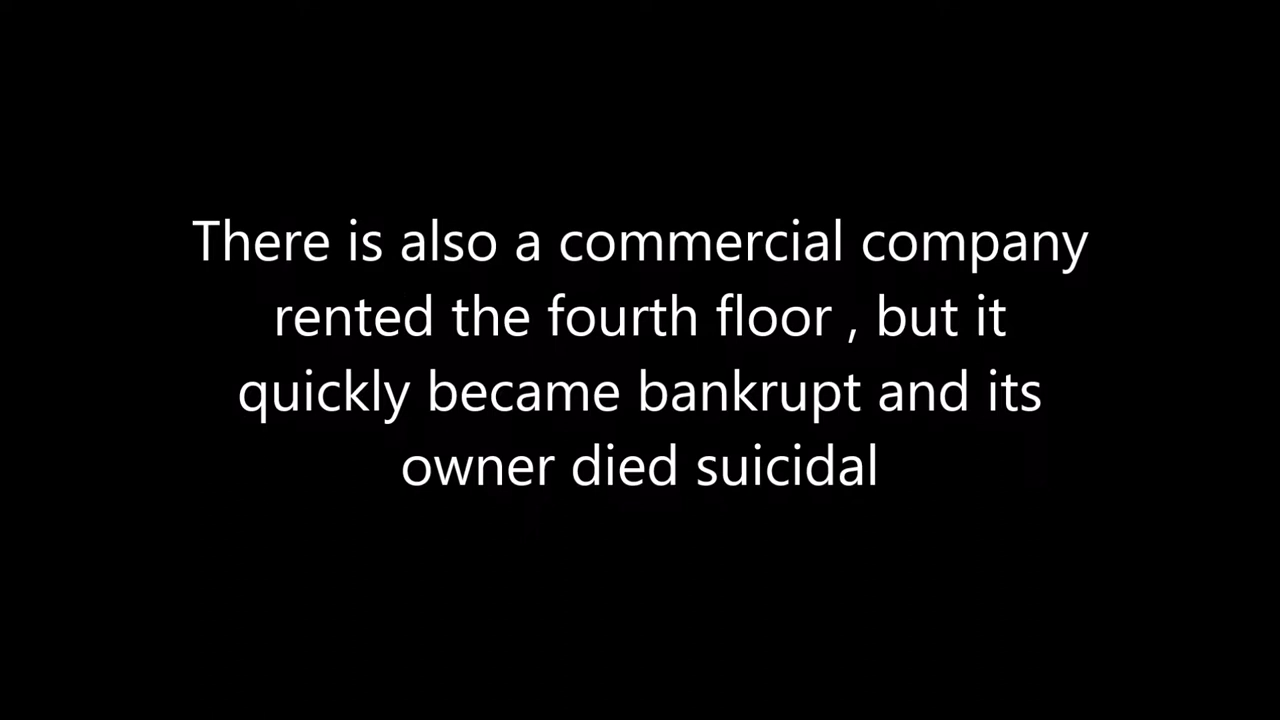 There is also a commercial company
rented the fourth floor , but it
quickly became bankrupt and its
owner died suicidal